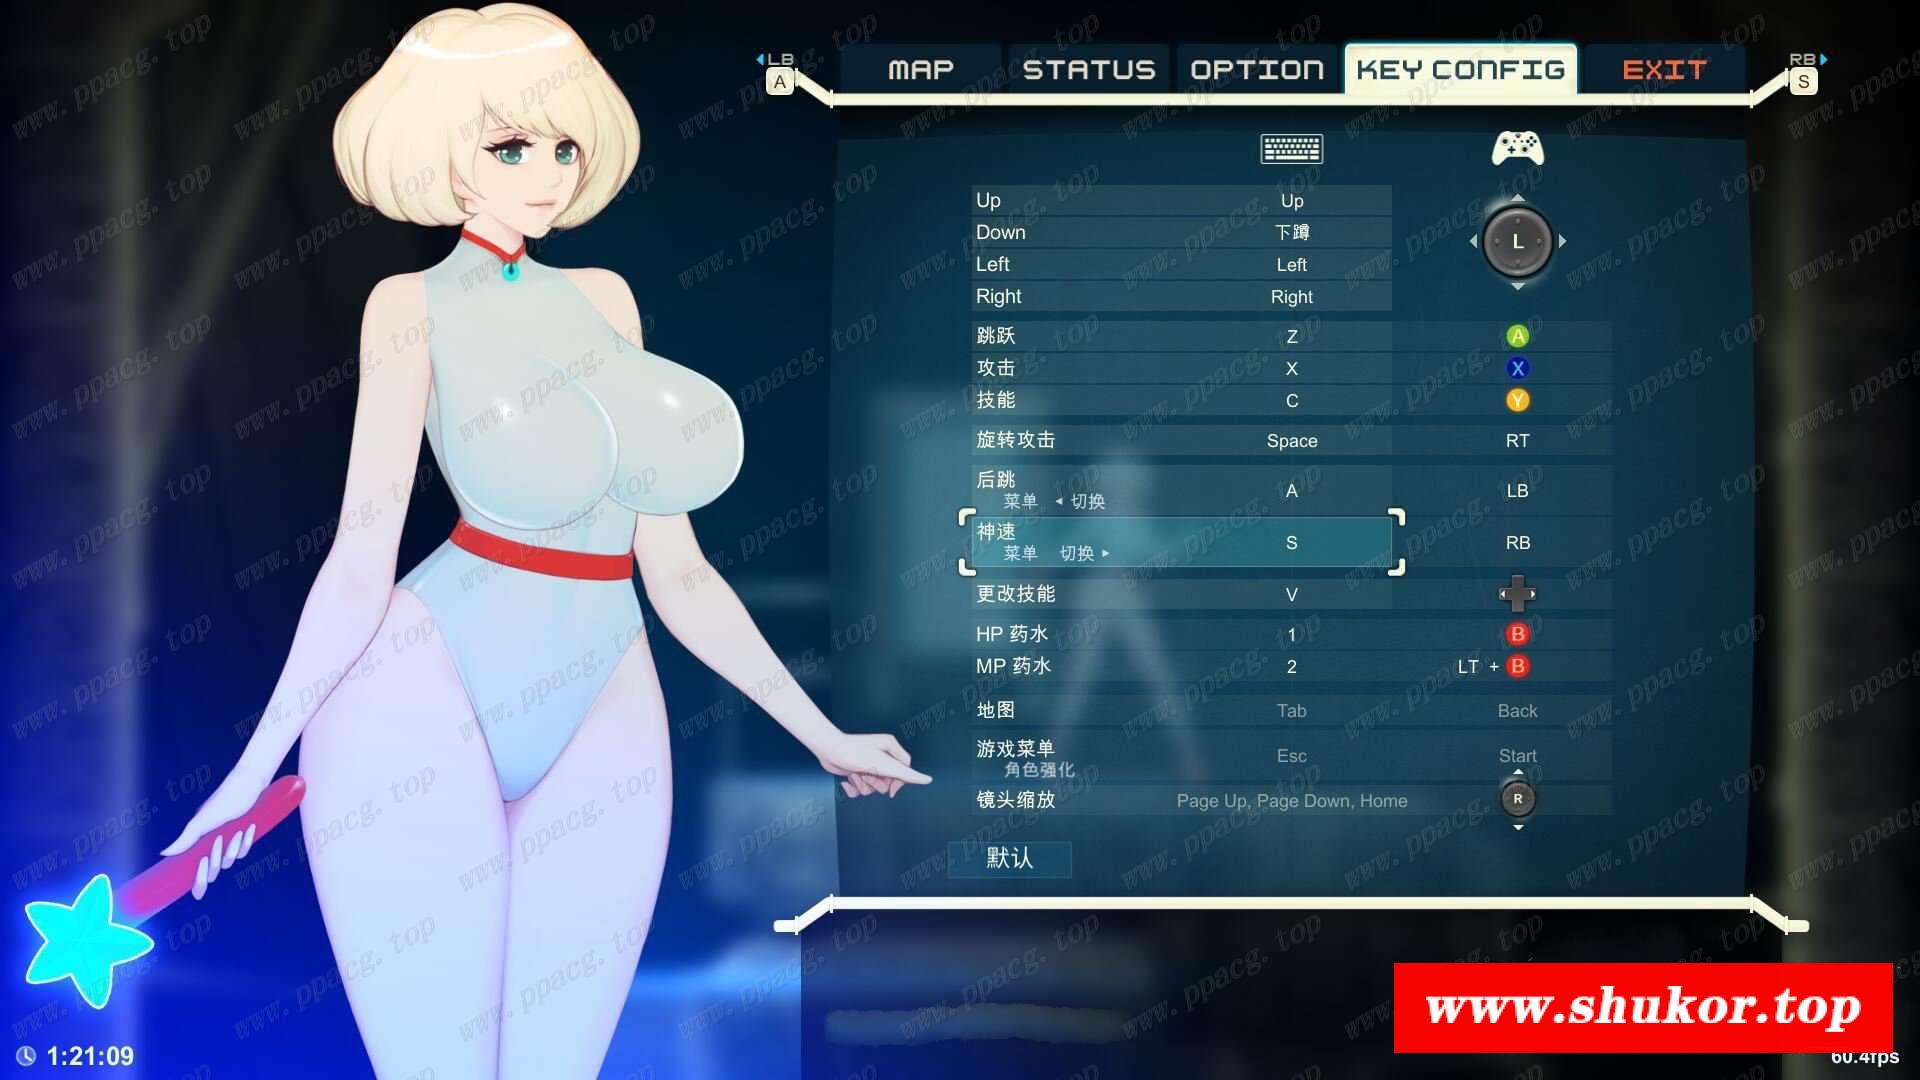 LB
A
MAP
STATUS
OPTION
KEY CONFIG
EXIT
RB
S
Up Up
Down 下蹲
Left Left
Right Right
L
跳跃 Z A
攻击 X X
技能 C Y
旋转攻击 Space RT
后跳 A LB
菜单 切换
神速 S RB
菜单 切换
更改技能 V
HP 药水 1 B
MP 药水 2 LT + B
地图 Tab Back
游戏菜单 Esc Start
角色强化
镜头缩放 Page Up, Page Down, Home R
默认
www.shukor.top
1:21:09
60.4fps
www.ppacg.top